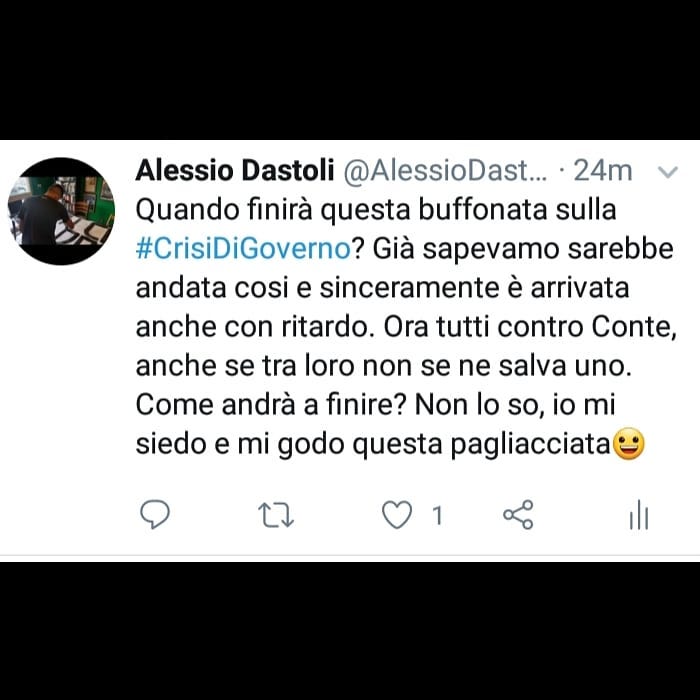 Alessio Dastoli @AlessioDast... · 24m
Quando finirà questa buffonata sulla
#CrisiDiGoverno? Già sapevamo sarebbe
andata cosi e sinceramente è arrivata
anche con ritardo. Ora tutti contro Conte,
anche se tra loro non se ne salva uno.
Come andrà a finire? Non lo so, io mi
siedo e mi godo questa pagliacciata😀
1